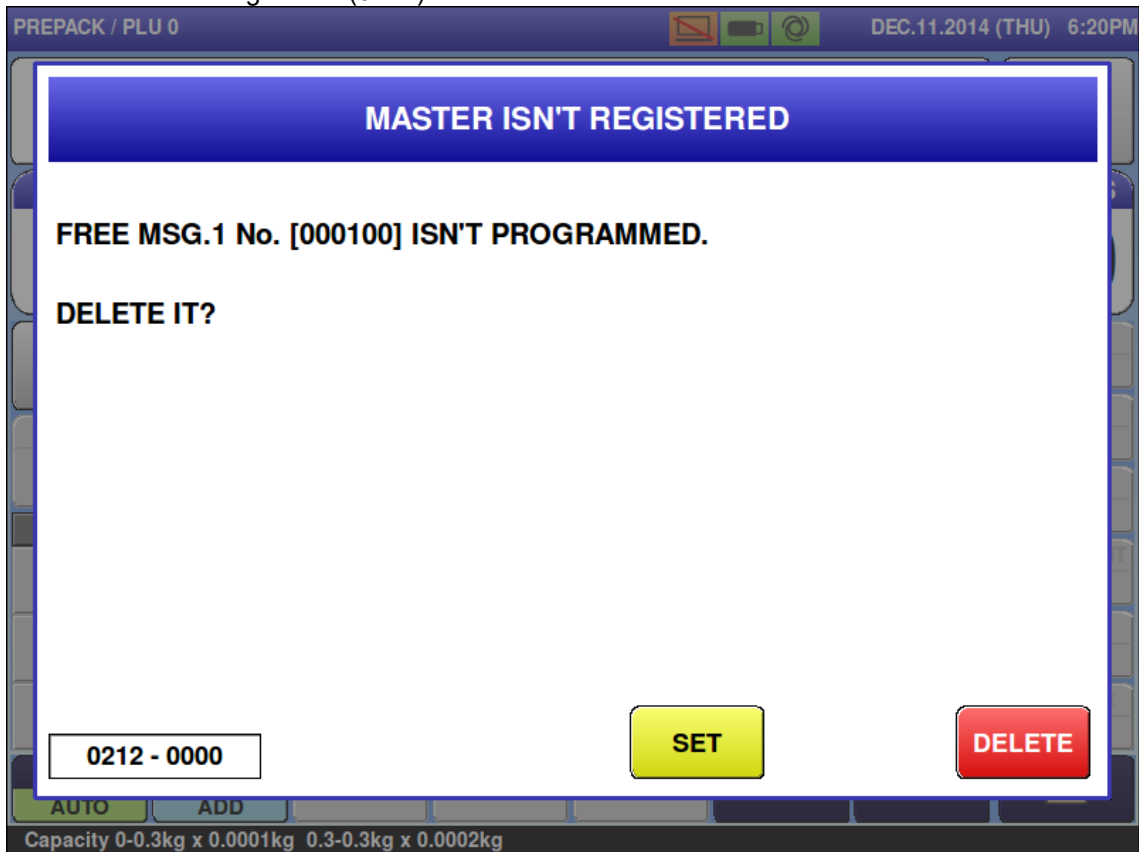 PREPACK / PLU 0 DEC.11.2014 (THU) 6:20PM
MASTER ISN'T REGISTERED
FREE MSG.1 No. [000100] ISN'T PROGRAMMED.
DELETE IT?
0212 - 0000 SET DELETE
AUTO ADD
Capacity 0-0.3kg x 0.0001kg 0.3-0.3kg x 0.0002kg